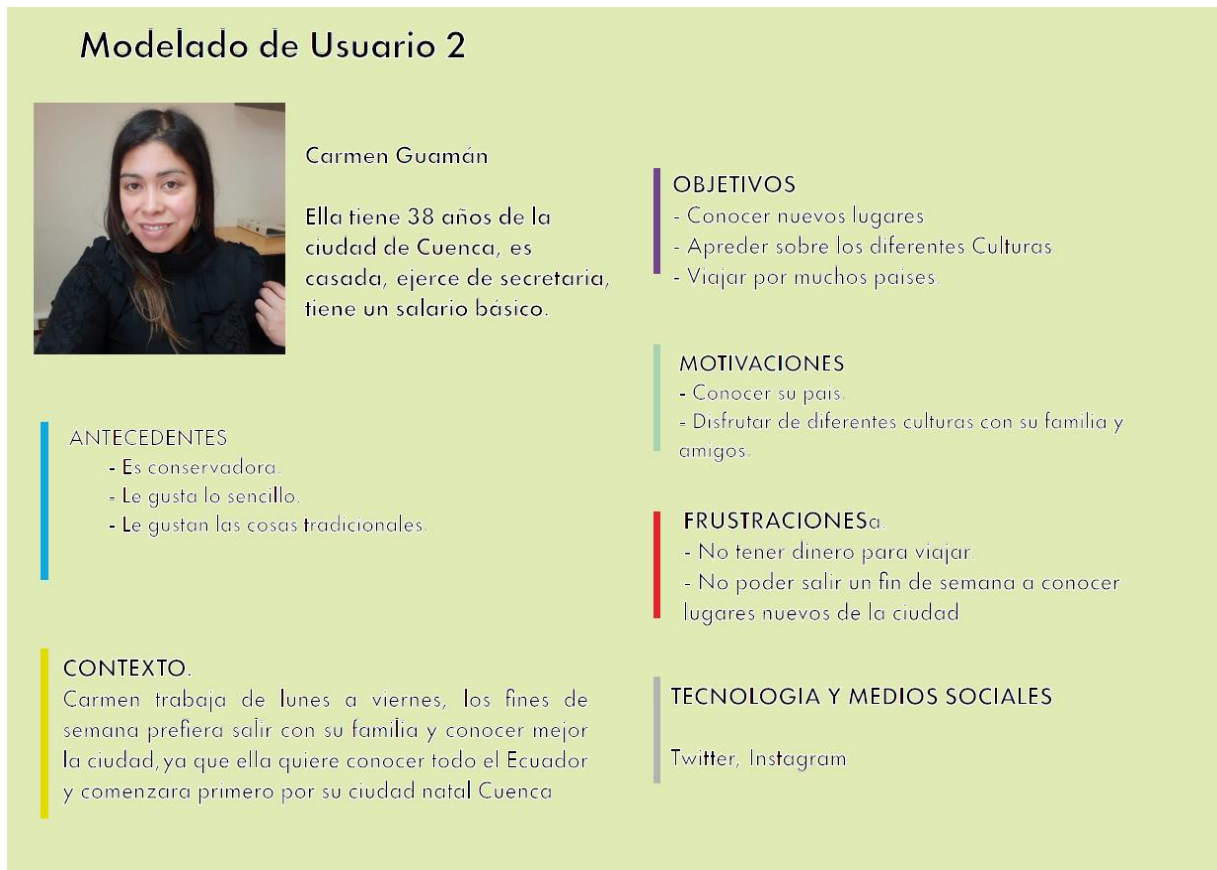 Modelado de Usuario 2
Carmen Guamán
Ella tiene 38 años de la
ciudad de Cuenca, es
casada, ejerce de secretaria,
tiene un salario básico.
ANTECEDENTES
- Es conservadora.
- Le gusta lo sencillo.
- Le gustan las cosas tradicionales.
CONTEXTO.
Carmen trabaja de lunes a viernes, los fines de
semana prefiera salir con su familia y conocer mejor
la ciudad, ya que ella quiere conocer todo el Ecuador
y comenzara primero por su ciudad natal Cuenca
OBJETIVOS
- Conocer nuevos lugares
- Apreder sobre los diferentes Culturas
- Viajar por muchos paises.
MOTIVACIONES
- Conocer su pais.
- Disfrutar de diferentes culturas con su familia y
amigos.
FRUSTRACIONESa.
- No tener dinero para viajar.
- No poder salir un fin de semana a conocer
lugares nuevos de la ciudad
TECNOLOGIA Y MEDIOS SOCIALES
Twitter, Instagram